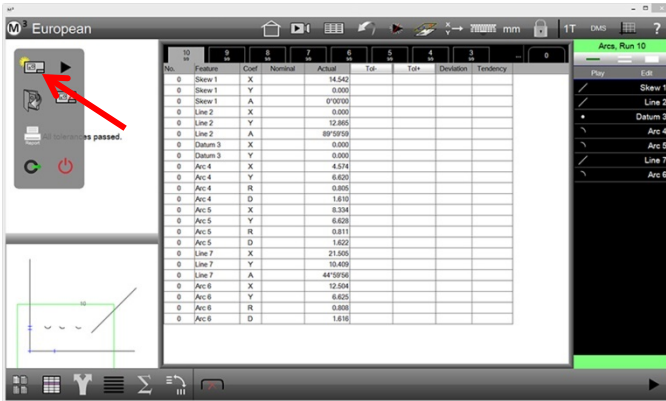 M³
M³ European mm 1T DMS ?
10 9 8 7 6 5 4 3 ... 0
Arcs, Run 10
No. Feature Coef Nominal Actual Tol- Tol+ Deviation Tendency
Play Edit
0 Skew 1 X 14.542
0 Skew 1 Y 0.000
0 Skew 1 A 0°00'00
0 Line 2 X 0.000
0 Line 2 Y 12.865
0 Line 2 A 89°59'59
0 Datum 3 X 0.000
0 Datum 3 Y 0.000
0 Arc 4 X 4.574
0 Arc 4 Y 6.620
0 Arc 4 R 0.805
0 Arc 4 D 1.610
0 Arc 5 X 8.334
0 Arc 5 Y 6.628
0 Arc 5 R 0.811
0 Arc 5 D 1.622
0 Line 7 X 21.505
0 Line 7 Y 10.409
0 Line 7 A 44°59'56
0 Arc 6 X 12.504
0 Arc 6 Y 6.625
0 Arc 6 R 0.808
0 Arc 6 D 1.616
Skew 1
Line 2
Datum 3
Arc 4
Arc 5
Line 7
Arc 6
All tolerances passed.
Report
10